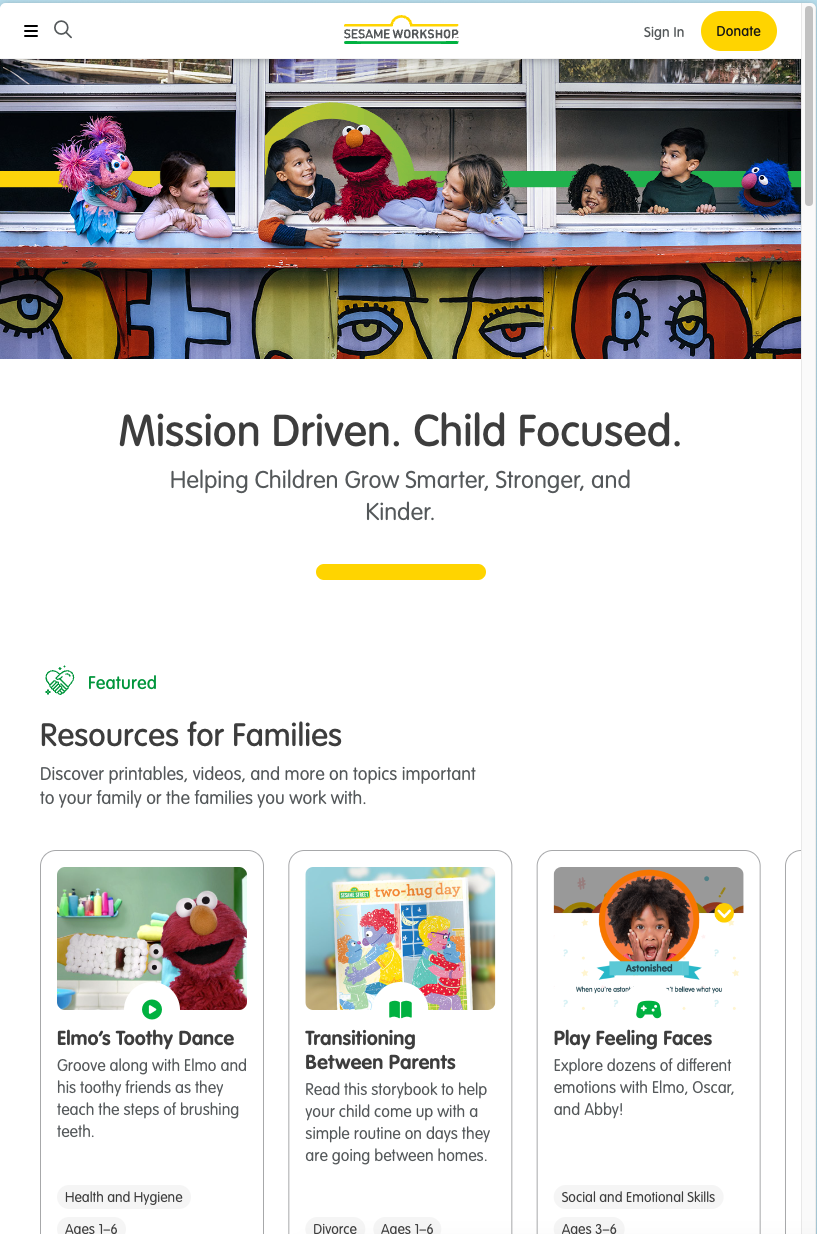 SESAME WORKSHOP
Sign In
Donate
Mission Driven. Child Focused.
Helping Children Grow Smarter, Stronger, and
Kinder.
Featured
Resources for Families
Discover printables, videos, and more on topics important
to your family or the families you work with.
Elmo's Toothy Dance
Groove along with Elmo and
his toothy friends as they
teach the steps of brushing
teeth.
Health and Hygiene
Ages 1–6
SESAME STREET
two-hug day
Transitioning
Between Parents
Read this storybook to help
your child come up with a
simple routine on days they
are going between homes.
Divorce
Ages 1–6
Astonished
When you're aston 't believe what you
Play Feeling Faces
Explore dozens of different
emotions with Elmo, Oscar,
and Abby!
Social and Emotional Skills
Ages 3–6